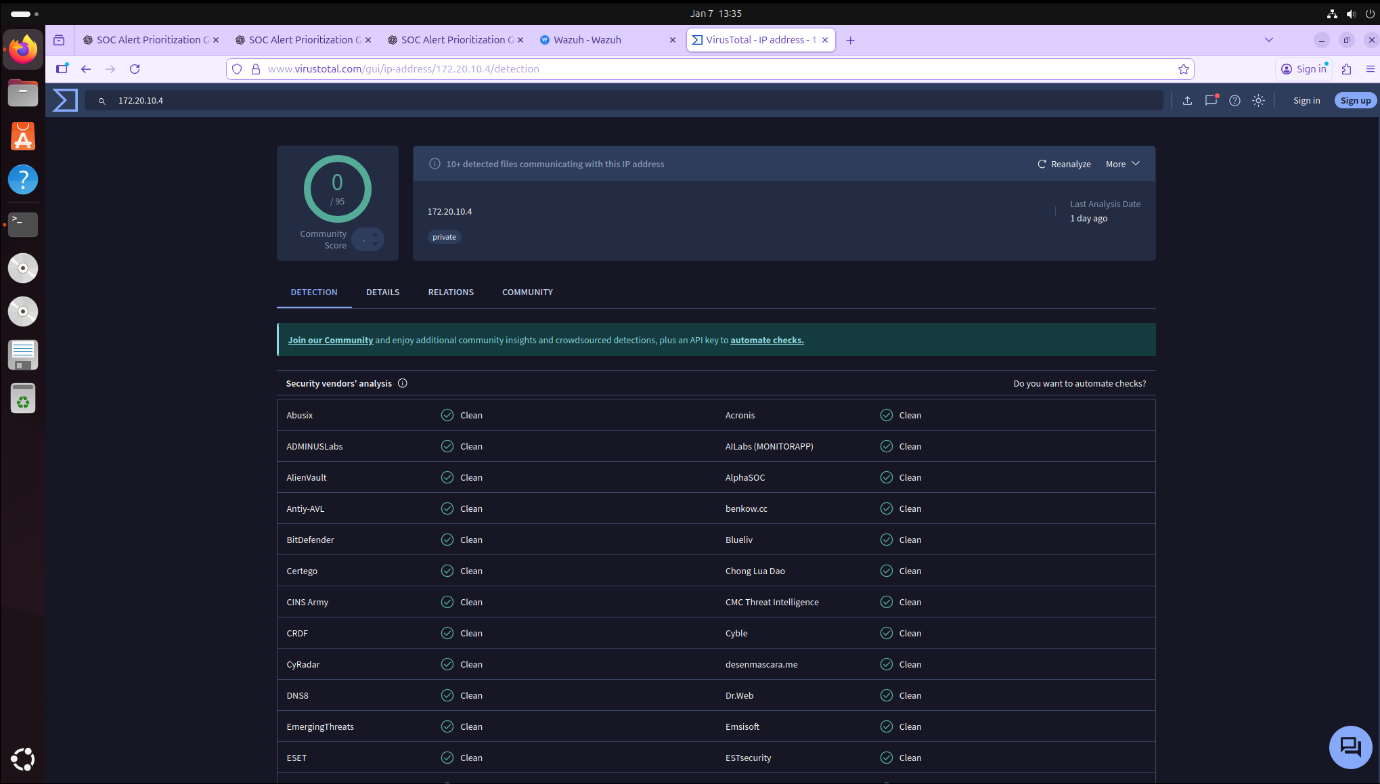 Jan 7 13:35
SOC Alert Prioritization G
SOC Alert Prioritization G
SOC Alert Prioritization G
Wazuh - Wazuh
VirusTotal - IP address - 1
www.virustotal.com/gui/ip-address/172.20.10.4/detection
Sign in
172.20.10.4
Sign in
Sign up
0
/ 95
Community
Score
10+ detected files communicating with this IP address
Reanalyze
More
172.20.10.4
private
Last Analysis Date
1 day ago
DETECTION
DETAILS
RELATIONS
COMMUNITY
Join our Community and enjoy additional community insights and crowdsourced detections, plus an API key to automate checks.
Security vendors' analysis
Do you want to automate checks?
Abusix Clean Acronis Clean
ADMINUSLabs Clean AILabs (MONITORAPP) Clean
AlienVault Clean AlphaSOC Clean
Antiy-AVL Clean benkow.cc Clean
BitDefender Clean Blueliv Clean
Certego Clean Chong Lua Dao Clean
CINS Army Clean CMC Threat Intelligence Clean
CRDF Clean Cyble Clean
CyRadar Clean desenmascara.me Clean
DNS8 Clean Dr.Web Clean
EmergingThreats Clean Emsisoft Clean
ESET Clean ESTsecurity Clean